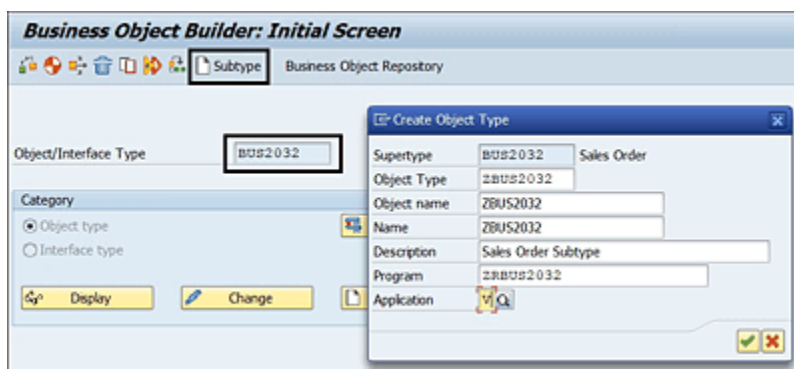 Business Object Builder: Initial Screen
Subtype Business Object Repostory
Object/Interface Type BUS2032
Category
Object type
Interface type
Display Change
Create Object Type
Supertype BUS2032 Sales Order
Object Type ZBUS2032
Object name ZBUS2032
Name ZBUS2032
Description Sales Order Subtype
Program ZRBUS2032
Application V